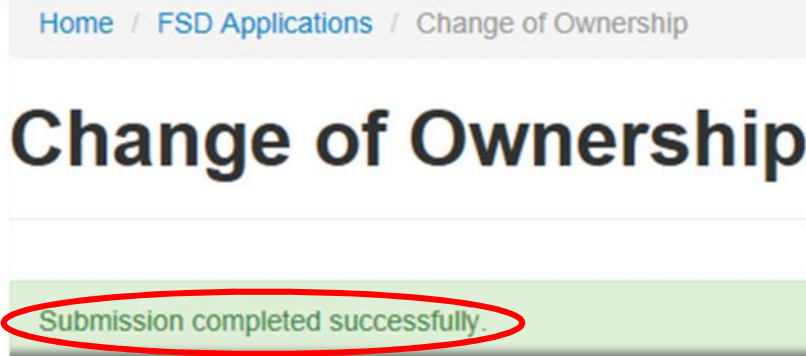 Home / FSD Applications / Change of Ownership
Change of Ownership
Submission completed successfully.